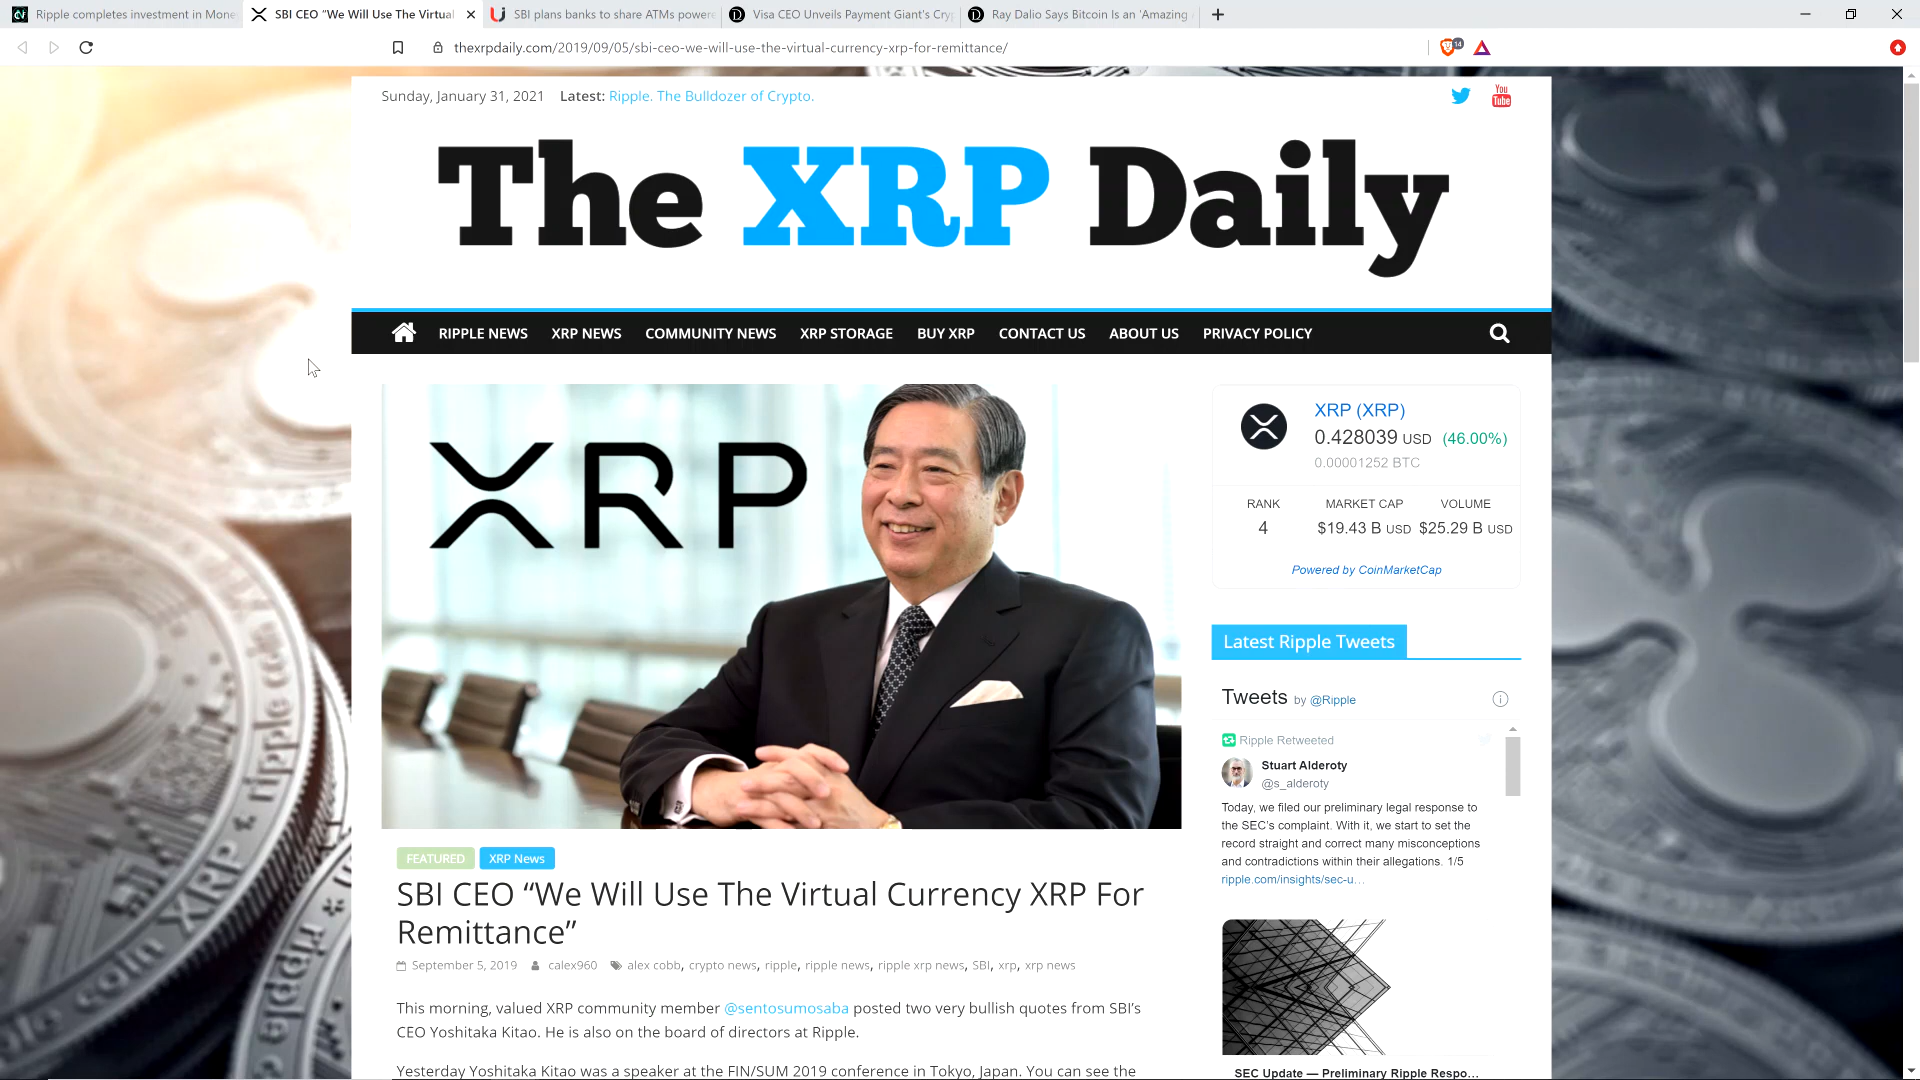 Ripple completes investment in Mone
SBI CEO “We Will Use The Virtual
SBI plans banks to share ATMs powere
Visa CEO Unveils Payment Giant's Cry
Ray Dalio Says Bitcoin Is an 'Amazing
thexrpdaily.com/2019/09/05/sbi-ceo-we-will-use-the-virtual-currency-xrp-for-remittance/
14
Sunday, January 31, 2021 Latest: Ripple. The Bulldozer of Crypto.
You Tube
The XRP Daily
RIPPLE NEWS XRP NEWS COMMUNITY NEWS XRP STORAGE BUY XRP CONTACT US ABOUT US PRIVACY POLICY
XRP
XRP (XRP)
0.428039 USD (46.00%)
0.00001252 BTC
RANK MARKET CAP VOLUME
4 $19.43 B USD $25.29 B USD
Powered by CoinMarketCap
Latest Ripple Tweets
Tweets by @Ripple
Ripple Retweeted
Stuart Alderoty
@s_alderoty
Today, we filed our preliminary legal response to
the SEC's complaint. With it, we start to set the
record straight and correct many misconceptions
and contradictions within their allegations. 1/5
ripple.com/insights/sec-u…
SEC Update — Preliminary Ripple Respo...
FEATURED XRP News
SBI CEO “We Will Use The Virtual Currency XRP For
Remittance”
September 5, 2019 calex960 alex cobb, crypto news, ripple, ripple news, ripple xrp news, SBI, xrp, xrp news
This morning, valued XRP community member @sentosumosaba posted two very bullish quotes from SBI's
CEO Yoshitaka Kitao. He is also on the board of directors at Ripple.
Yesterday Yoshitaka Kitao was a speaker at the FIN/SUM 2019 conference in Tokyo, Japan. You can see the
coin XRP ripple